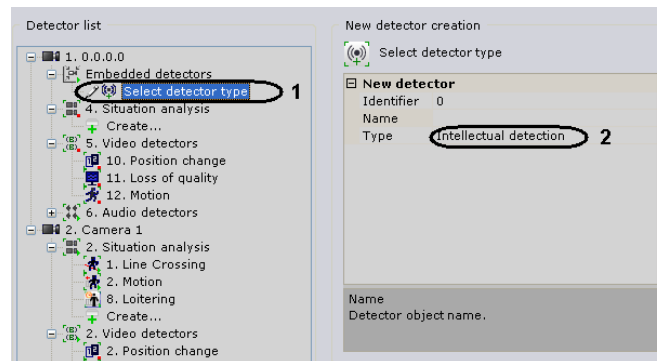 Detector list
1. 0.0.0.0
Embedded detectors
Select detector type
1
4. Situation analysis
Create...
5. Video detectors
10. Position change
11. Loss of quality
12. Motion
6. Audio detectors
2. Camera 1
2. Situation analysis
1. Line Crossing
2. Motion
8. Loitering
Create...
2. Video detectors
2. Position change
New detector creation
Select detector type
New detector
Identifier 0
Name
Type Intellectual detection
2
Name
Detector object name.